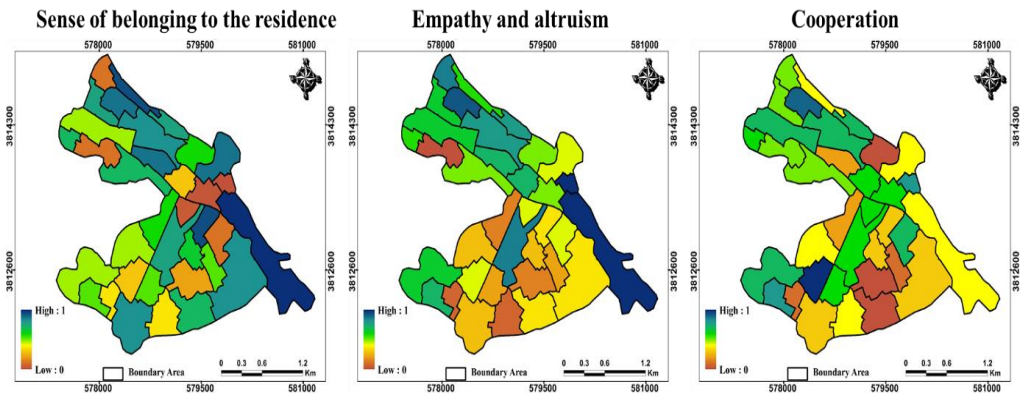 Sense of belonging to the residence
578000 579500 581000
3814300 3814300
3812600 3812600
High : 1
Low : 0
Boundary Area
0 0.3 0.6 1.2
Km
578000 579500 581000
Empathy and altruism
578000 579500 581000
3814300
3812600
High : 1
Low : 0
Boundary Area
0 0.3 0.6 1.2
Km
578000 579500 581000
Cooperation
578000 579500 581000
3814300
3812600
High : 1
Low : 0
Boundary Area
0 0.3 0.6 1.2
Km
578000 579500 581000